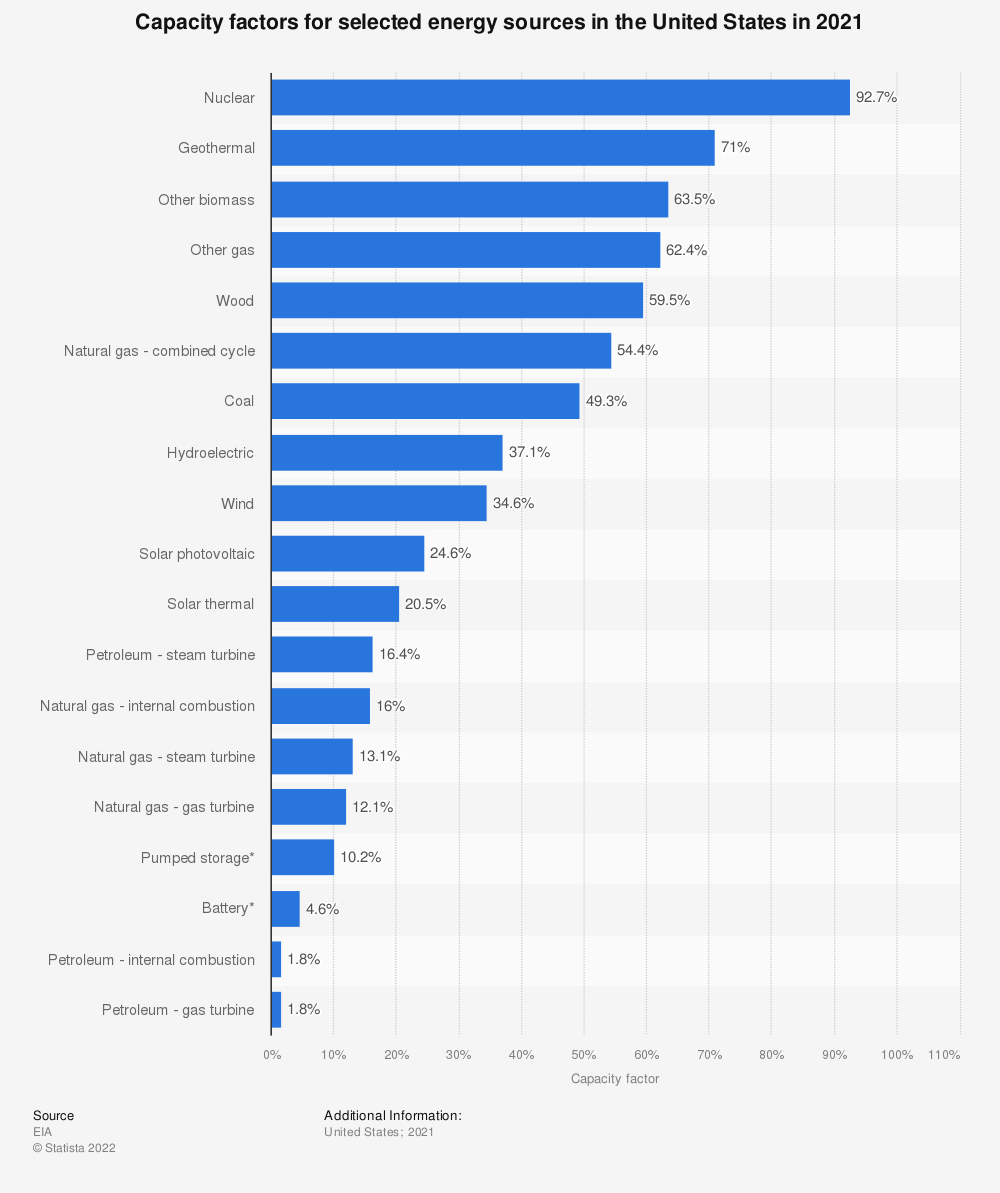 Capacity factors for selected energy sources in the United States in 2021
Nuclear 92.7%
Geothermal 71%
Other biomass 63.5%
Other gas 62.4%
Wood 59.5%
Natural gas - combined cycle 54.4%
Coal 49.3%
Hydroelectric 37.1%
Wind 34.6%
Solar photovoltaic 24.6%
Solar thermal 20.5%
Petroleum - steam turbine 16.4%
Natural gas - internal combustion 16%
Natural gas - steam turbine 13.1%
Natural gas - gas turbine 12.1%
Pumped storage* 10.2%
Battery* 4.6%
Petroleum - internal combustion 1.8%
Petroleum - gas turbine 1.8%
0% 10% 20% 30% 40% 50% 60% 70% 80% 90% 100% 110%
Capacity factor
Source
EIA
© Statista 2022
Additional Information:
United States; 2021